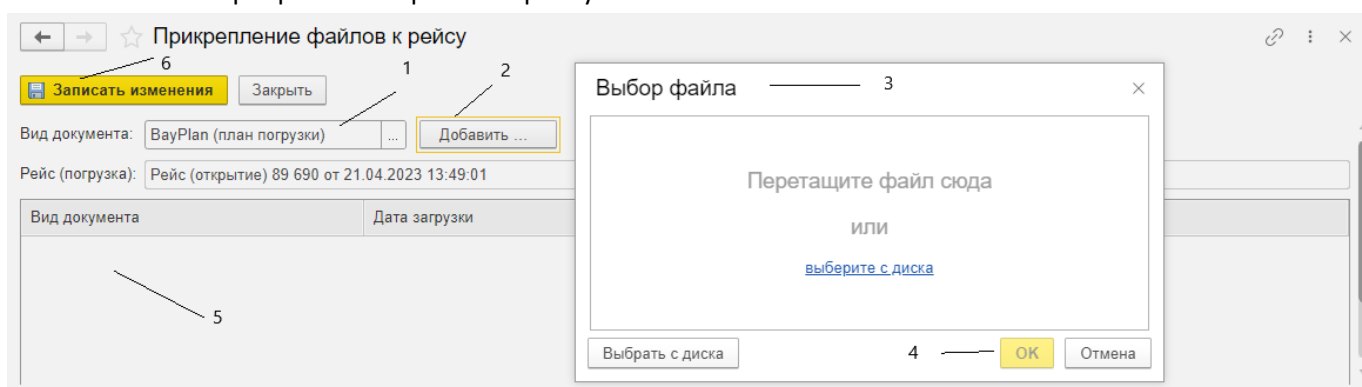 Прикрепление файлов к рейсу
6
1
2
Записать изменения
Закрыть
Вид документа:
BayPlan (план погрузки)
...
Добавить ...
Рейс (погрузка):
Рейс (открытие) 89 690 от 21.04.2023 13:49:01
Вид документа
Дата загрузки
5
Выбор файла
3
Перетащите файл сюда
или
выберите с диска
Выбрать с диска
4
OK
Отмена